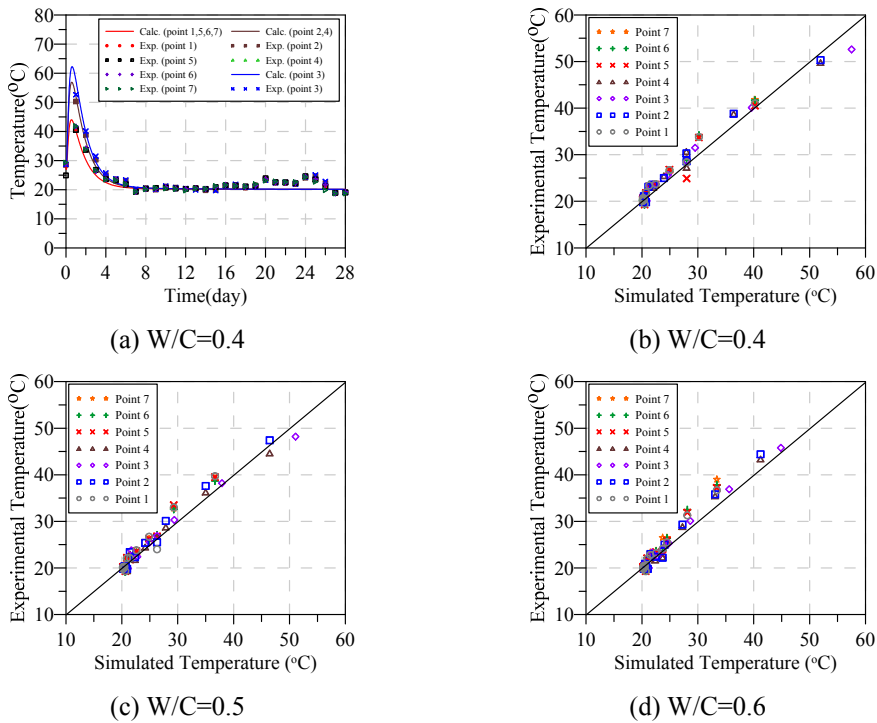 80
70
60
50
40
30
20
10
0
Temperature(°C)
Calc. (point 1,5,6,7)
Calc. (point 2,4)
Exp. (point 1)
Exp. (point 2)
Exp. (point 5)
Exp. (point 4)
Exp. (point 6)
Calc. (point 3)
Exp. (point 7)
Exp. (point 3)
0 4 8 12 16 20 24 28
Time(day)
(a) W/C=0.4
60
50
40
30
20
10
Experimental Temperature(°C)
Point 7
Point 6
Point 5
Point 4
Point 3
Point 2
Point 1
10 20 30 40 50 60
Simulated Temperature (°C)
(b) W/C=0.4
60
50
40
30
20
10
Experimental Temperature(°C)
Point 7
Point 6
Point 5
Point 4
Point 3
Point 2
Point 1
10 20 30 40 50 60
Simulated Temperature (°C)
(c) W/C=0.5
60
50
40
30
20
10
Experimental Temperature(°C)
Point 7
Point 6
Point 5
Point 4
Point 3
Point 2
Point 1
10 20 30 40 50 60
Simulated Temperature (°C)
(d) W/C=0.6